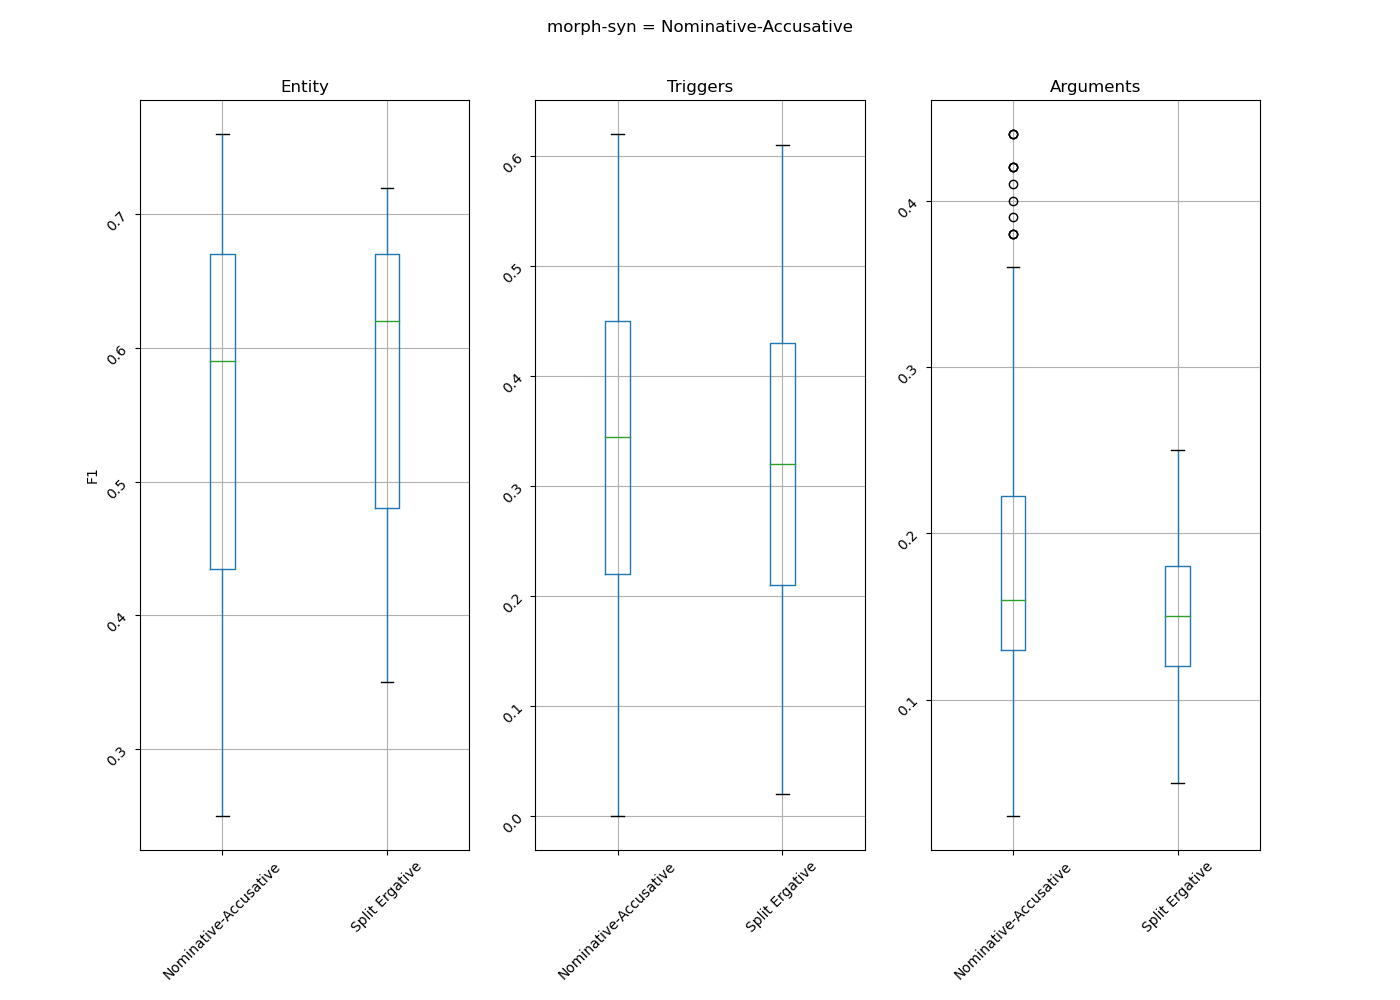 morph-syn = Nominative-Accusative
Entity
F1
0.7
0.6
0.5
0.4
0.3
Nominative-Accusative
Split Ergative
Triggers
0.6
0.5
0.4
0.3
0.2
0.1
0.0
Nominative-Accusative
Split Ergative
Arguments
0.4
0.3
0.2
0.1
Nominative-Accusative
Split Ergative